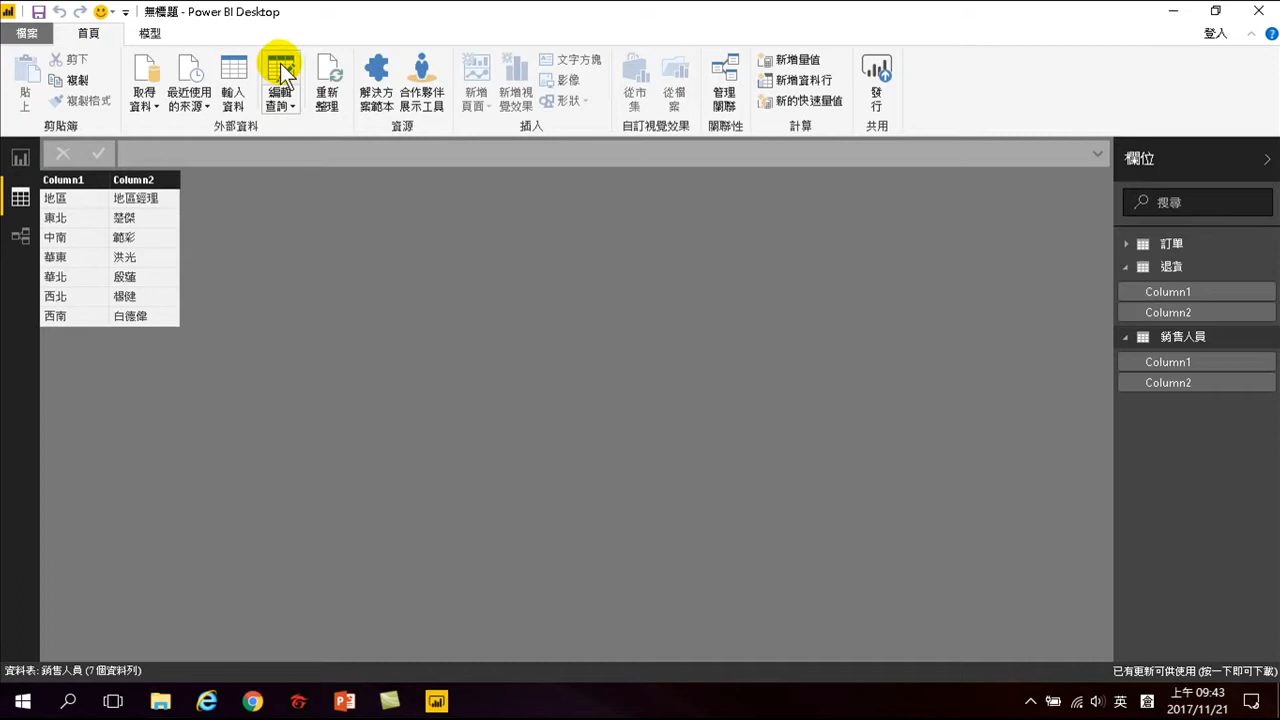 無標題 - Power BI Desktop
檔案 首頁 模型 登入
貼上 剪下 複製 複製格式
取得資料 最近使用的來源 輸入資料 編輯查詢 重新整理
解決方案範本 合作夥伴展示工具
新增頁面 新增視覺效果 文字方塊 影像 形狀
從市集 從檔案 管理關聯
新增量值 新增資料行 新的快速量值 發行
剪貼簿 外部資料 資源 插入 自訂視覺效果 關聯性 計算 共用
Column1 Column2
地區 地區經理
東北 楚傑
中南 範彩
華東 洪光
華北 殷蓮
西北 楊健
西南 白德偉
欄位
搜尋
訂單
退貨
Column1
Column2
銷售人員
Column1
Column2
資料表: 銷售人員 (7 個資料列) 已有更新可供使用 (按一下即可下載)
英 上午 09:43
2017/11/21